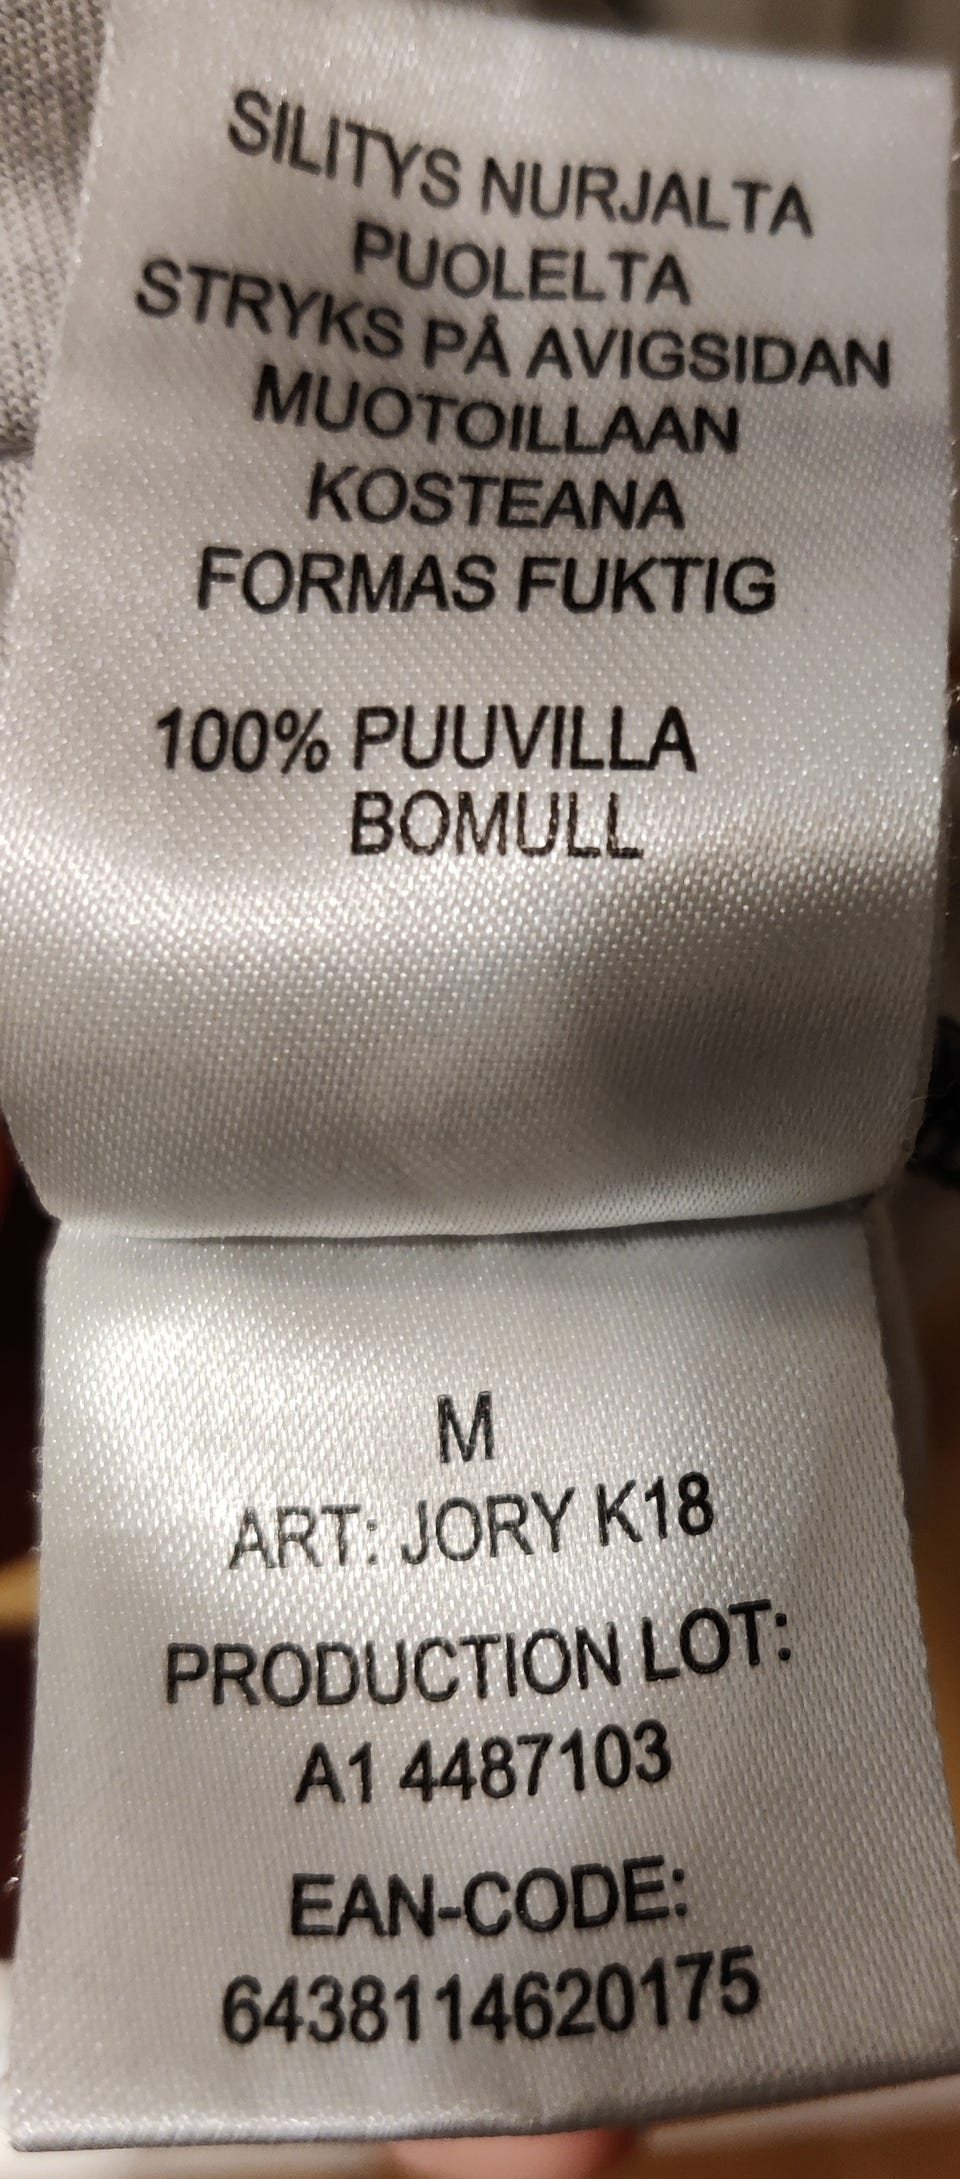 SILITYS NURJALTA
PUOLELTA
STRYKS PÅ AVIGSIDAN
MUOTOILLAAN
KOSTEANA
FORMAS FUKTIG
100% PUUVILLA
BOMULL
M
ART: JORY K18
PRODUCTION LOT:
A1 4487103
EAN-CODE:
6438114620175